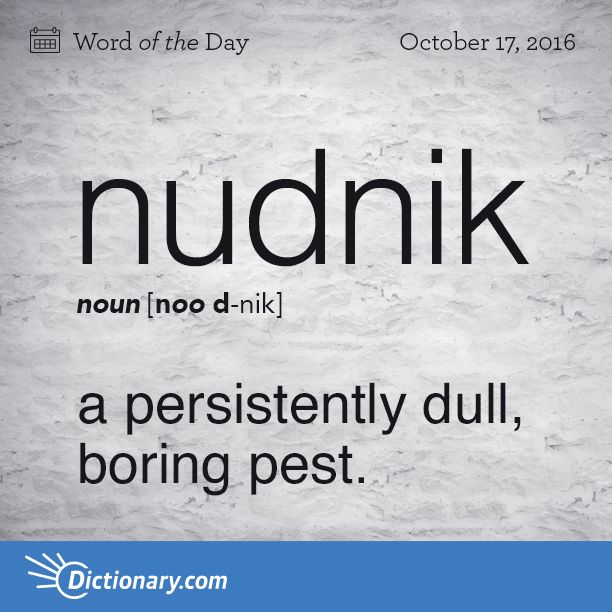 Word of the Day
October 17, 2016
nudnik
noun [noo d-nik]
a persistently dull,
boring pest.
Dictionary.com